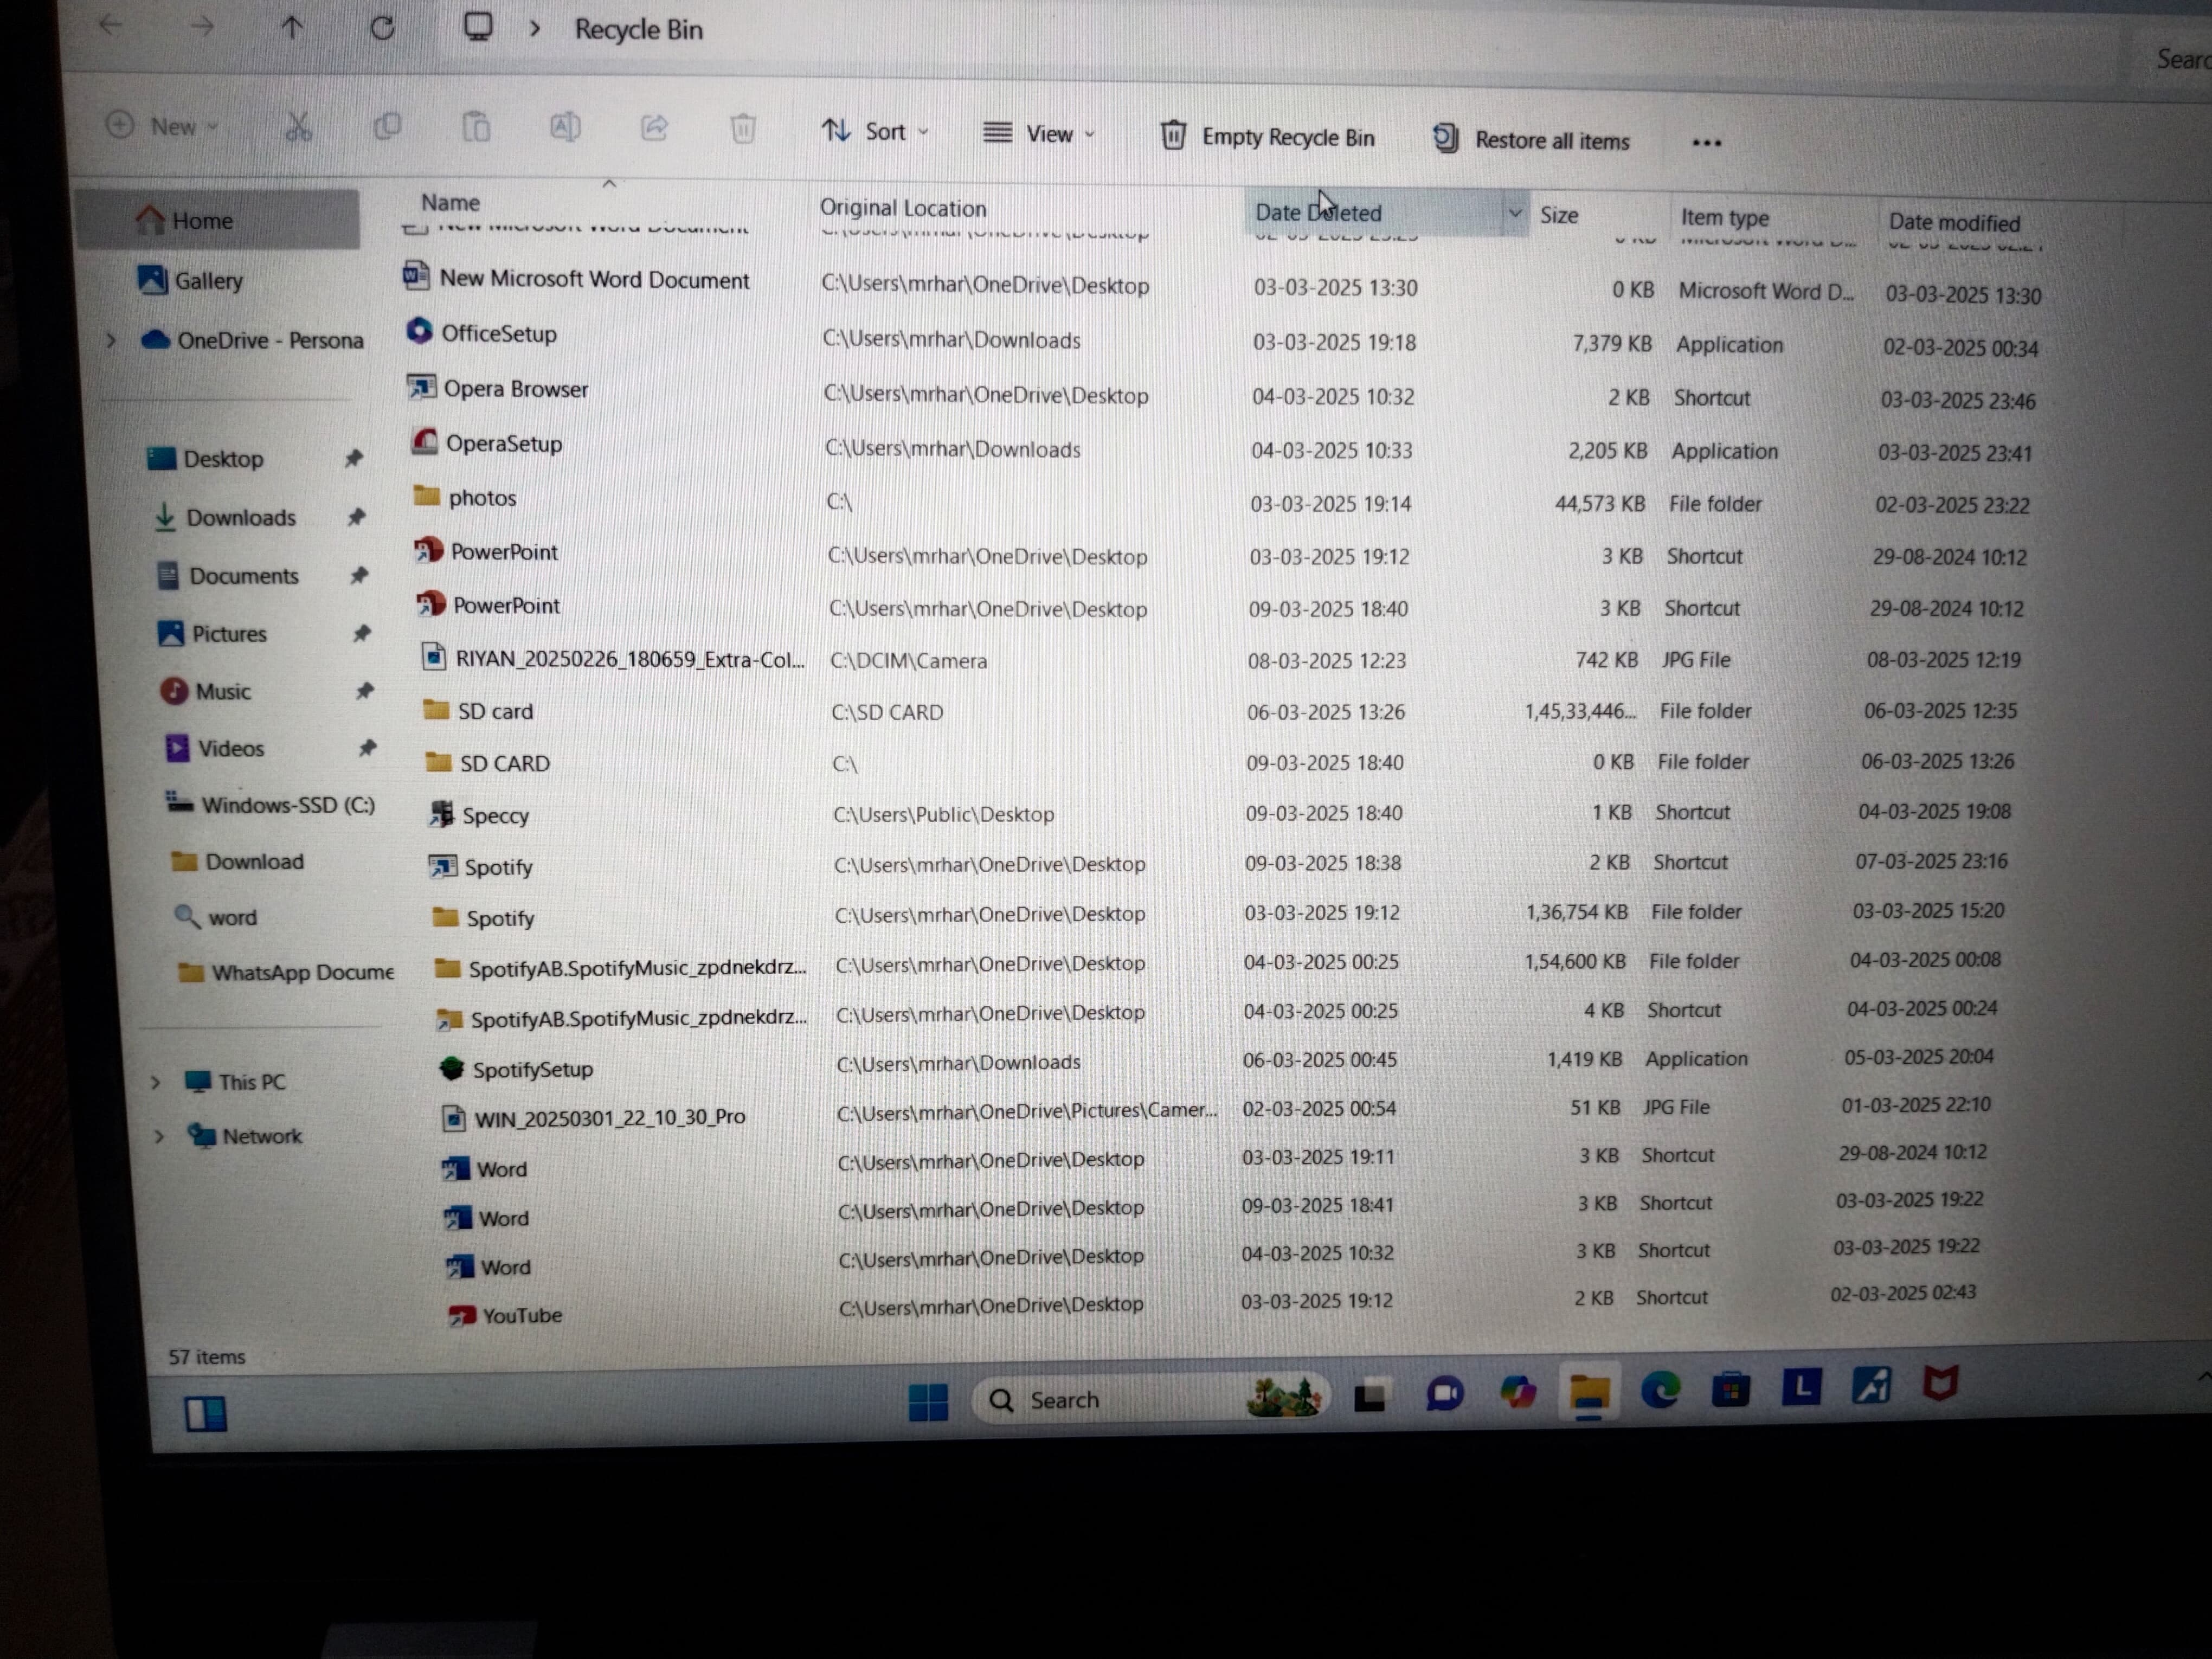 Recycle Bin
Searc
New
Sort
View
Empty Recycle Bin
Restore all items
Name Original Location Date Deleted Size Item type Date modified
New Microsoft Word Document C:\Users\mrhar\OneDrive\Desktop
New Microsoft Word Document C:\Users\mrhar\OneDrive\Desktop 03-03-2025 13:30 0 KB Microsoft Word D... 03-03-2025 13:30
OfficeSetup C:\Users\mrhar\Downloads 03-03-2025 19:18 7,379 KB Application 02-03-2025 00:34
Opera Browser C:\Users\mrhar\OneDrive\Desktop 04-03-2025 10:32 2 KB Shortcut 03-03-2025 23:46
OperaSetup C:\Users\mrhar\Downloads 04-03-2025 10:33 2,205 KB Application 03-03-2025 23:41
photos C:\ 03-03-2025 19:14 44,573 KB File folder 02-03-2025 23:22
PowerPoint C:\Users\mrhar\OneDrive\Desktop 03-03-2025 19:12 3 KB Shortcut 29-08-2024 10:12
PowerPoint C:\Users\mrhar\OneDrive\Desktop 09-03-2025 18:40 3 KB Shortcut 29-08-2024 10:12
RIYAN_20250226_180659_Extra-Col... C:\DCIM\Camera 08-03-2025 12:23 742 KB JPG File 08-03-2025 12:19
SD card C:\SD CARD 06-03-2025 13:26 1,45,33,446... File folder 06-03-2025 12:35
SD CARD C:\ 09-03-2025 18:40 0 KB File folder 06-03-2025 13:26
Speccy C:\Users\Public\Desktop 09-03-2025 18:40 1 KB Shortcut 04-03-2025 19:08
Spotify C:\Users\mrhar\OneDrive\Desktop 09-03-2025 18:38 2 KB Shortcut 07-03-2025 23:16
Spotify C:\Users\mrhar\OneDrive\Desktop 03-03-2025 19:12 1,36,754 KB File folder 03-03-2025 15:20
SpotifyAB.SpotifyMusic_zpdnekdrz... C:\Users\mrhar\OneDrive\Desktop 04-03-2025 00:25 1,54,600 KB File folder 04-03-2025 00:08
SpotifyAB.SpotifyMusic_zpdnekdrz... C:\Users\mrhar\OneDrive\Desktop 04-03-2025 00:25 4 KB Shortcut 04-03-2025 00:24
SpotifySetup C:\Users\mrhar\Downloads 06-03-2025 00:45 1,419 KB Application 05-03-2025 20:04
WIN_20250301_22_10_30_Pro C:\Users\mrhar\OneDrive\Pictures\Camer... 02-03-2025 00:54 51 KB JPG File 01-03-2025 22:10
Word C:\Users\mrhar\OneDrive\Desktop 03-03-2025 19:11 3 KB Shortcut 29-08-2024 10:12
Word C:\Users\mrhar\OneDrive\Desktop 09-03-2025 18:41 3 KB Shortcut 03-03-2025 19:22
Word C:\Users\mrhar\OneDrive\Desktop 04-03-2025 10:32 3 KB Shortcut 03-03-2025 19:22
YouTube C:\Users\mrhar\OneDrive\Desktop 03-03-2025 19:12 2 KB Shortcut 02-03-2025 02:43
Home
Gallery
OneDrive - Persona
Desktop
Downloads
Documents
Pictures
Music
Videos
Windows-SSD (C:)
Download
word
WhatsApp Docume
This PC
Network
57 items
Search
L